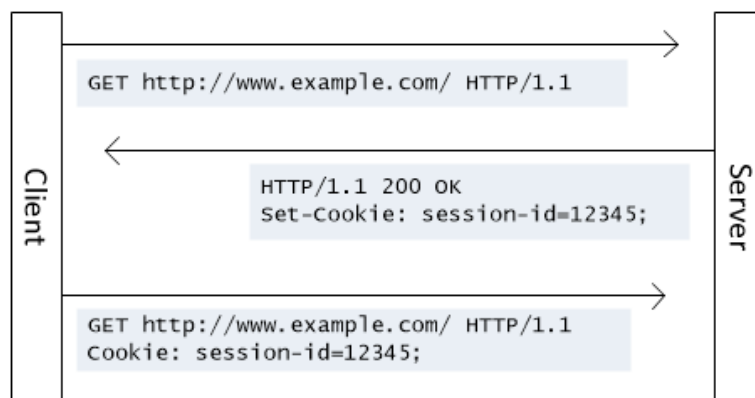 GET http://www.example.com/ HTTP/1.1
HTTP/1.1 200 OK
Set-Cookie: session-id=12345;
Client
Server
GET http://www.example.com/ HTTP/1.1
Cookie: session-id=12345;